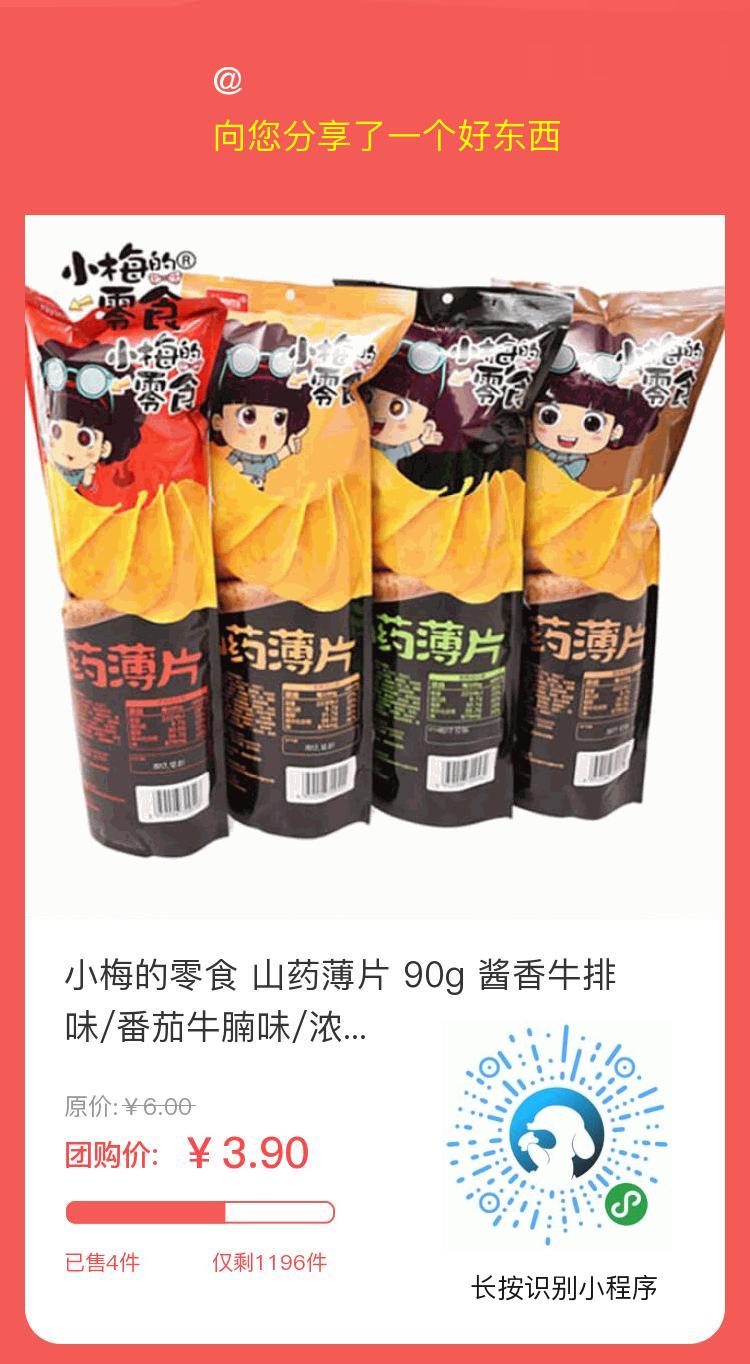 @
向您分享了一个好东西
小梅的®
零食
小梅的
零食
小梅的
零食
小梅的
零食
小梅的
零食
药薄片
药薄片
药薄片
药薄片
小梅的零食 山药薄片 90g 酱香牛排
味/番茄牛腩味/浓...
原价:￥6.00
团购价: ￥3.90
已售4件 仅剩1196件
长按识别小程序